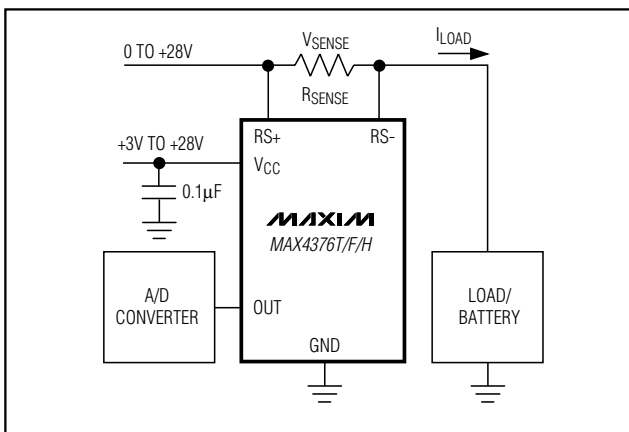 0 TO +28V
VSENSE
ILOAD
RSENSE
RS+
RS-
+3V TO +28V
VCC
0.1µF
MAXIM
MAX4376T/F/H
A/D
CONVERTER
OUT
LOAD/
BATTERY
GND